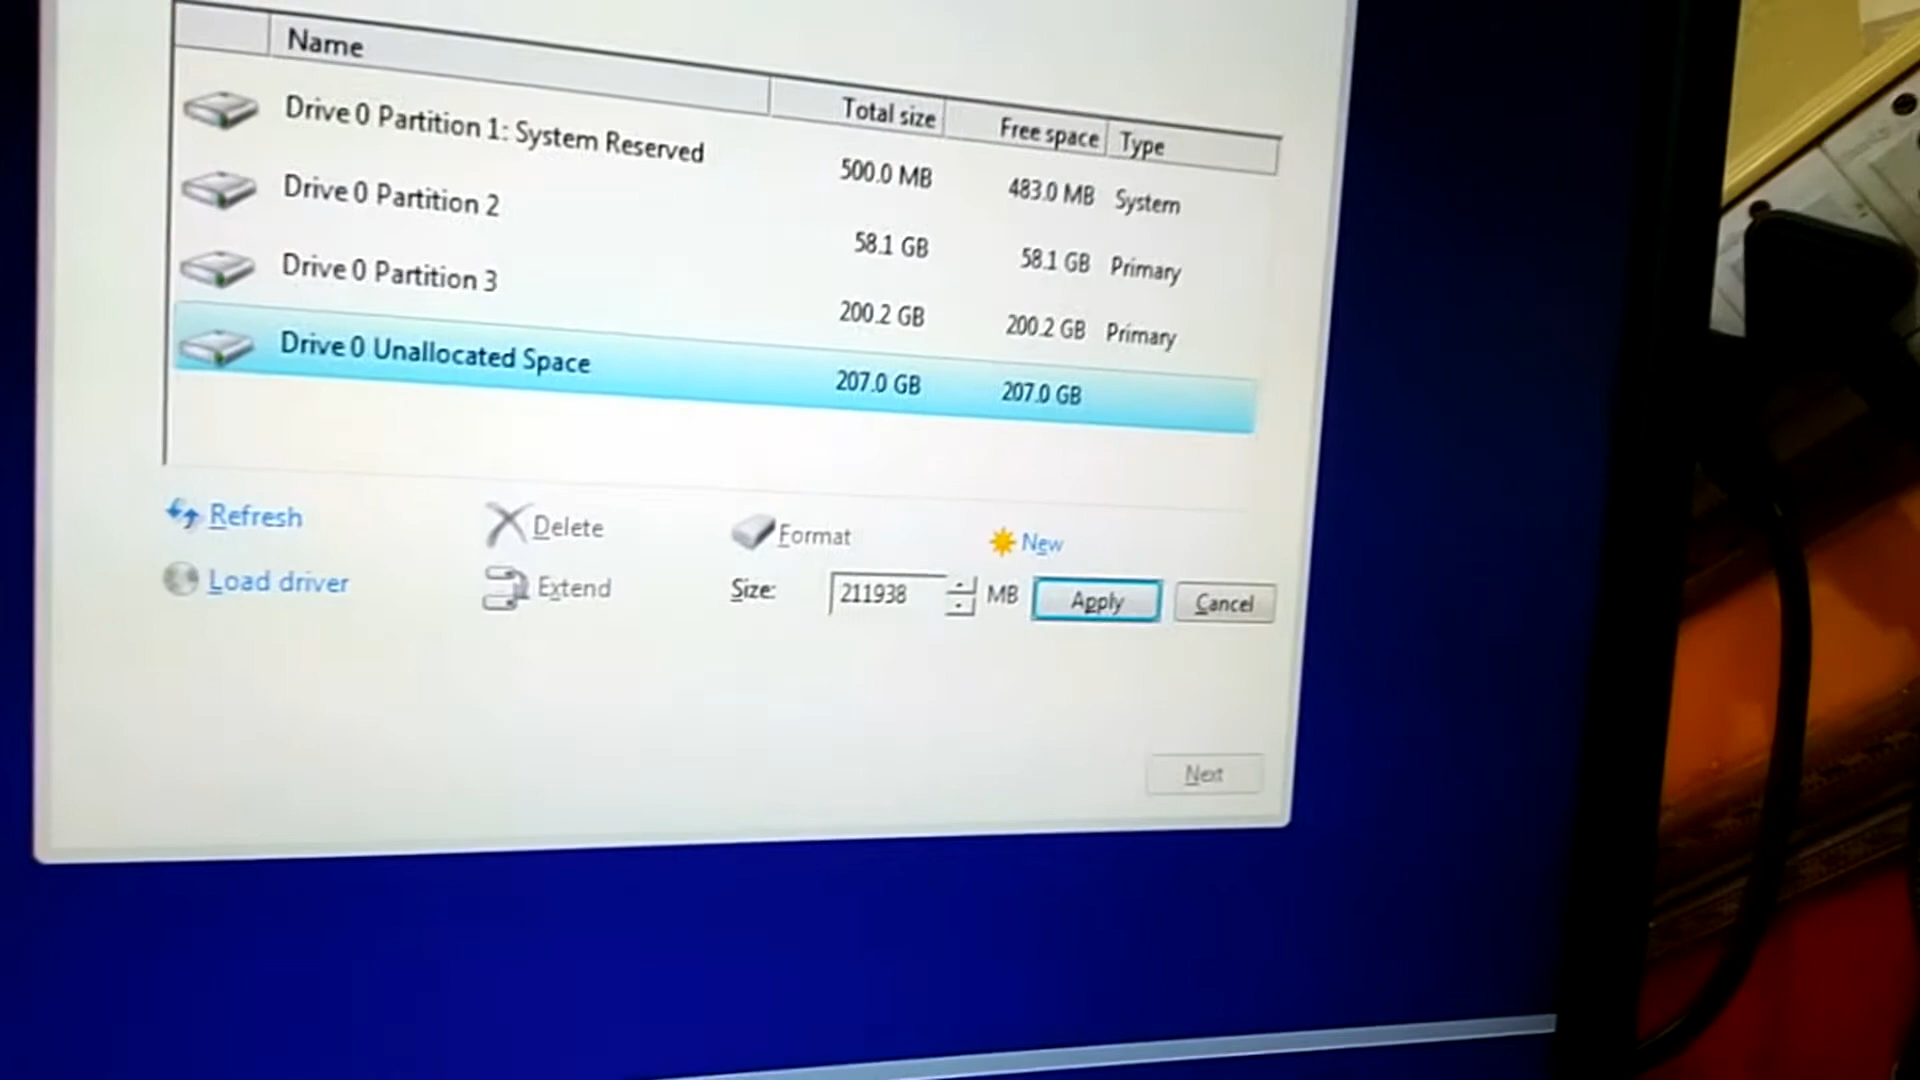 Name Total size Free space Type
Drive 0 Partition 1: System Reserved 500.0 MB 483.0 MB System
Drive 0 Partition 2 58.1 GB 58.1 GB Primary
Drive 0 Partition 3 200.2 GB 200.2 GB Primary
Drive 0 Unallocated Space 207.0 GB 207.0 GB
Refresh Delete Format New
Load driver Extend Size: 211938 MB Apply Cancel
Next